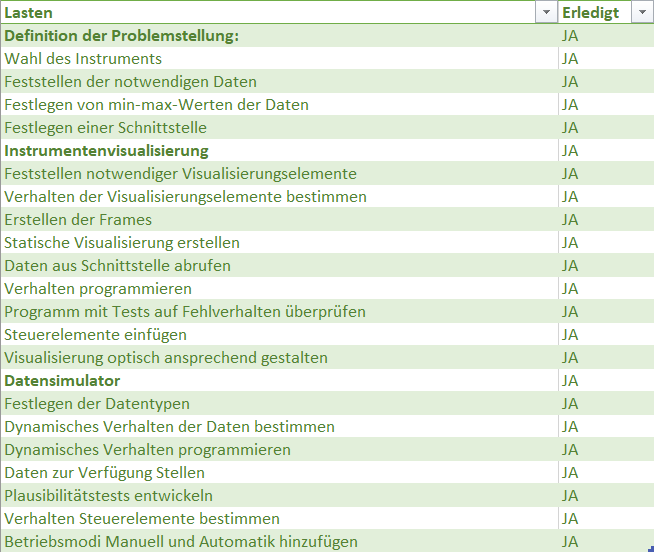 Lasten Erledigt
Definition der Problemstellung: JA
Wahl des Instruments JA
Feststellen der notwendigen Daten JA
Festlegen von min-max-Werten der Daten JA
Festlegen einer Schnittstelle JA
Instrumentenvisualisierung JA
Feststellen notwendiger Visualisierungselemente JA
Verhalten der Visualisierungselemente bestimmen JA
Erstellen der Frames JA
Statische Visualisierung erstellen JA
Daten aus Schnittstelle abrufen JA
Verhalten programmieren JA
Programm mit Tests auf Fehlverhalten überprüfen JA
Steuerelemente einfügen JA
Visualisierung optisch ansprechend gestalten JA
Datensimulator JA
Festlegen der Datentypen JA
Dynamisches Verhalten der Daten bestimmen JA
Dynamisches Verhalten programmieren JA
Daten zur Verfügung Stellen JA
Plausibilitätstests entwickeln JA
Verhalten Steuerelemente bestimmen JA
Betriebsmodi Manuell und Automatik hinzufügen JA